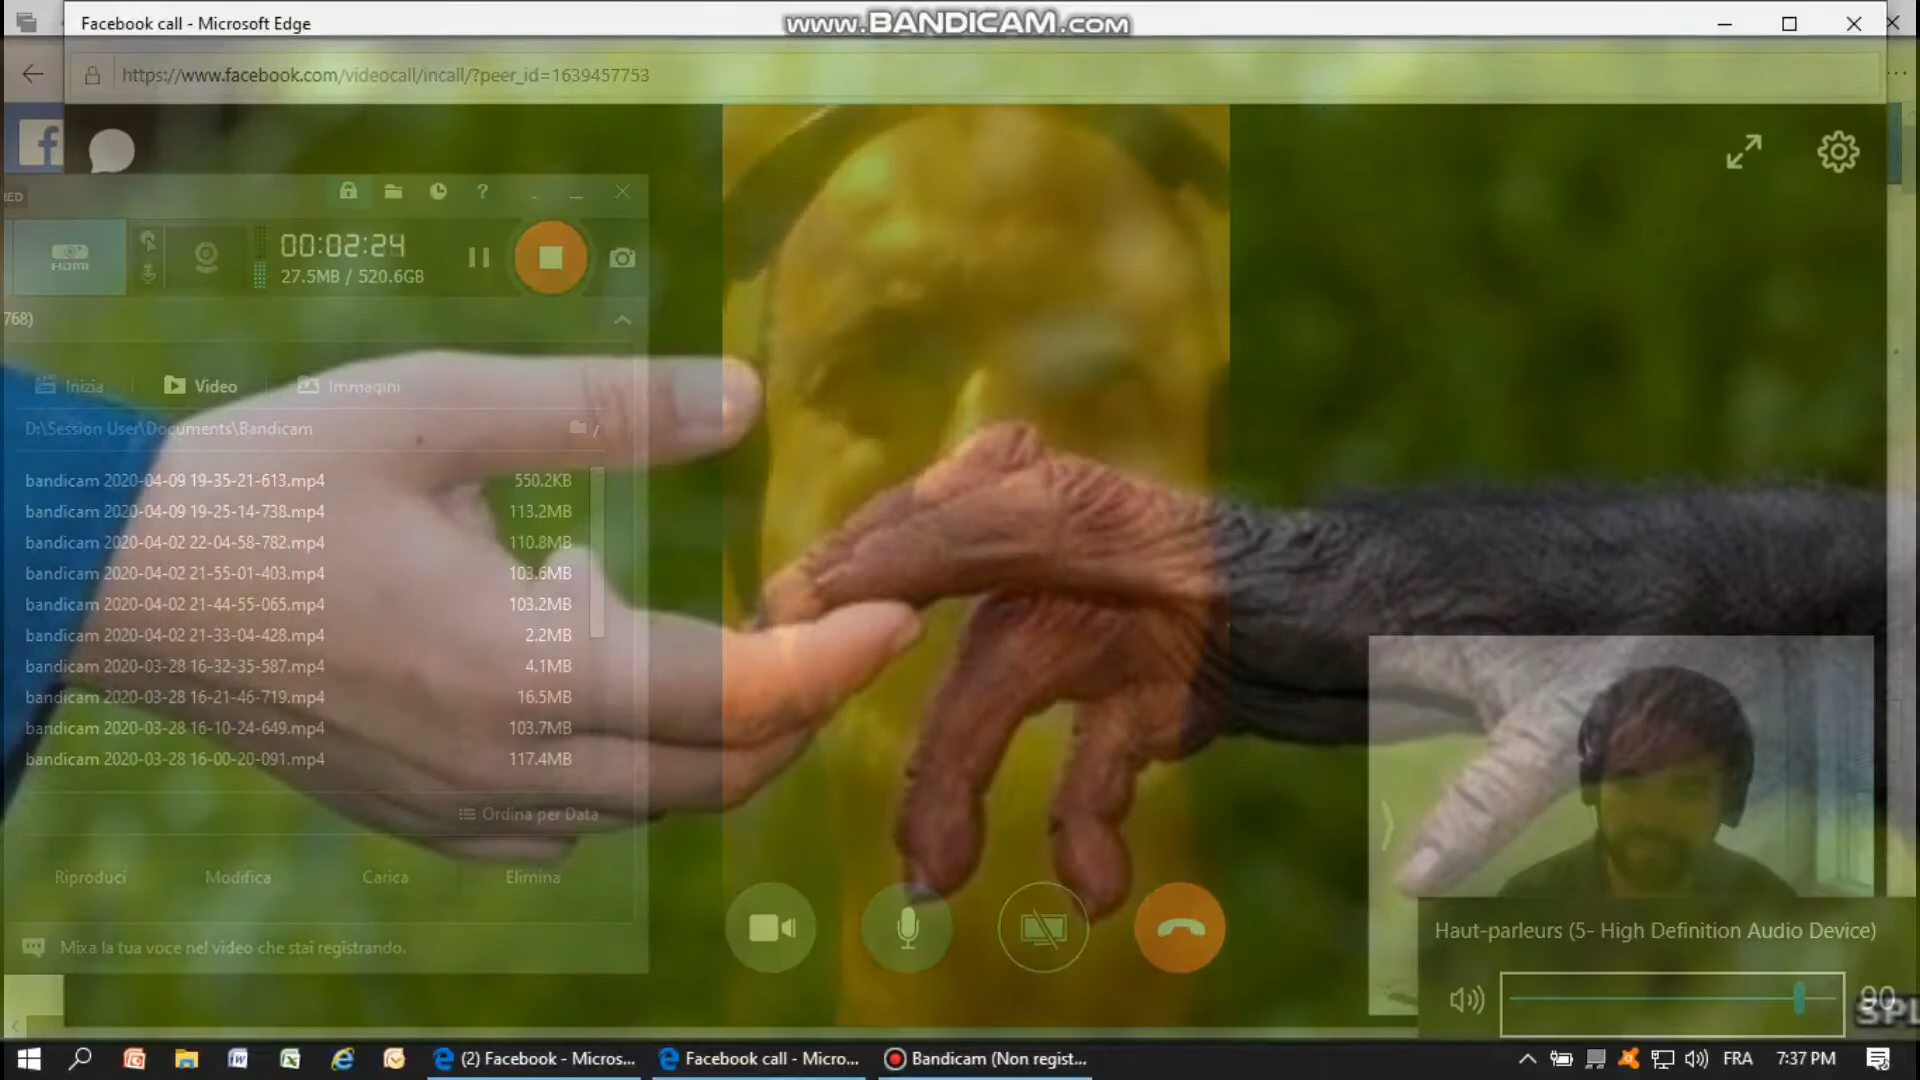 Facebook call - Microsoft Edge
www.BANDICAM.com
https://www.facebook.com/videocall/incall/?peer_id=1639457753
HDMI
00:02:24
27.5MB / 520.6GB
768)
Inizia
Video
Immagini
D:\Session User\Documents\Bandicam
bandicam 2020-04-09 19-35-21-613.mp4 550.2KB
bandicam 2020-04-09 19-25-14-738.mp4 113.2MB
bandicam 2020-04-02 22-04-58-782.mp4 110.8MB
bandicam 2020-04-02 21-55-01-403.mp4 103.6MB
bandicam 2020-04-02 21-44-55-065.mp4 103.2MB
bandicam 2020-04-02 21-33-04-428.mp4 2.2MB
bandicam 2020-03-28 16-32-35-587.mp4 4.1MB
bandicam 2020-03-28 16-21-46-719.mp4 16.5MB
bandicam 2020-03-28 16-10-24-649.mp4 103.7MB
bandicam 2020-03-28 16-00-20-091.mp4 117.4MB
Ordina per Data
Riproduci
Modifica
Carica
Elimina
Mixa la tua voce nel video che stai registrando.
Haut-parleurs (5- High Definition Audio Device)
90
(2) Facebook - Micros...
Facebook call - Micro...
Bandicam (Non regist...
FRA
7:37 PM